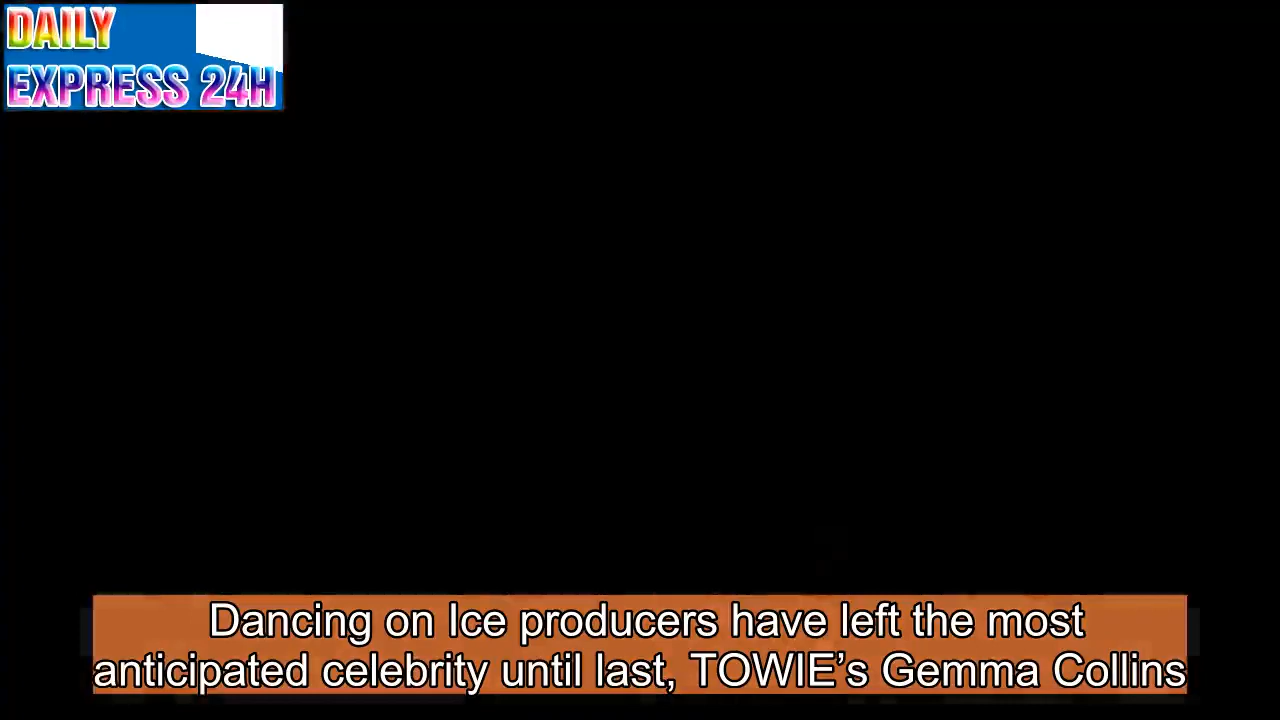 DAILY
EXPRESS 24H
Dancing on Ice producers have left the most
anticipated celebrity until last, TOWIE’s Gemma Collins